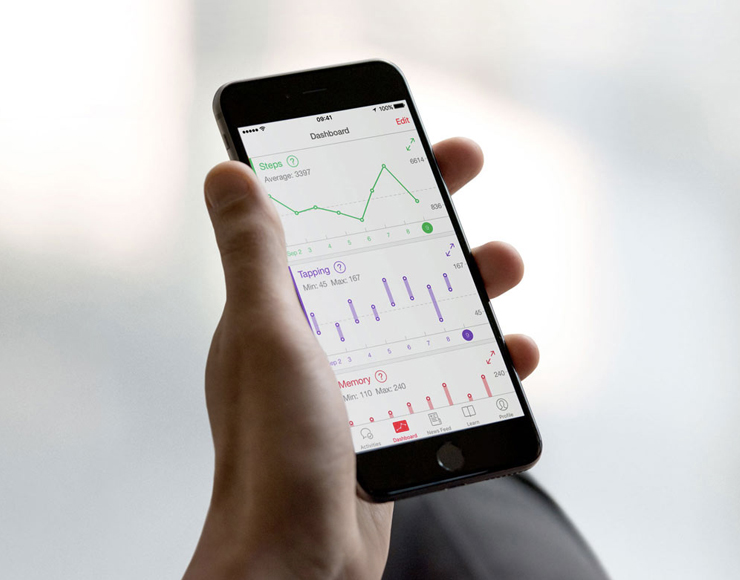 09:41
100%
Dashboard
Edit
Steps ?
Average: 3397
6614
836
Sep 2 3 4 5 6 7 8 9
Tapping ?
Min: 45 Max: 167
167
45
Sep 2 3 4 5 6 7 8 9
Memory ?
Min: 110 Max: 240
240
Activities
Dashboard
News Feed
Learn
Profile